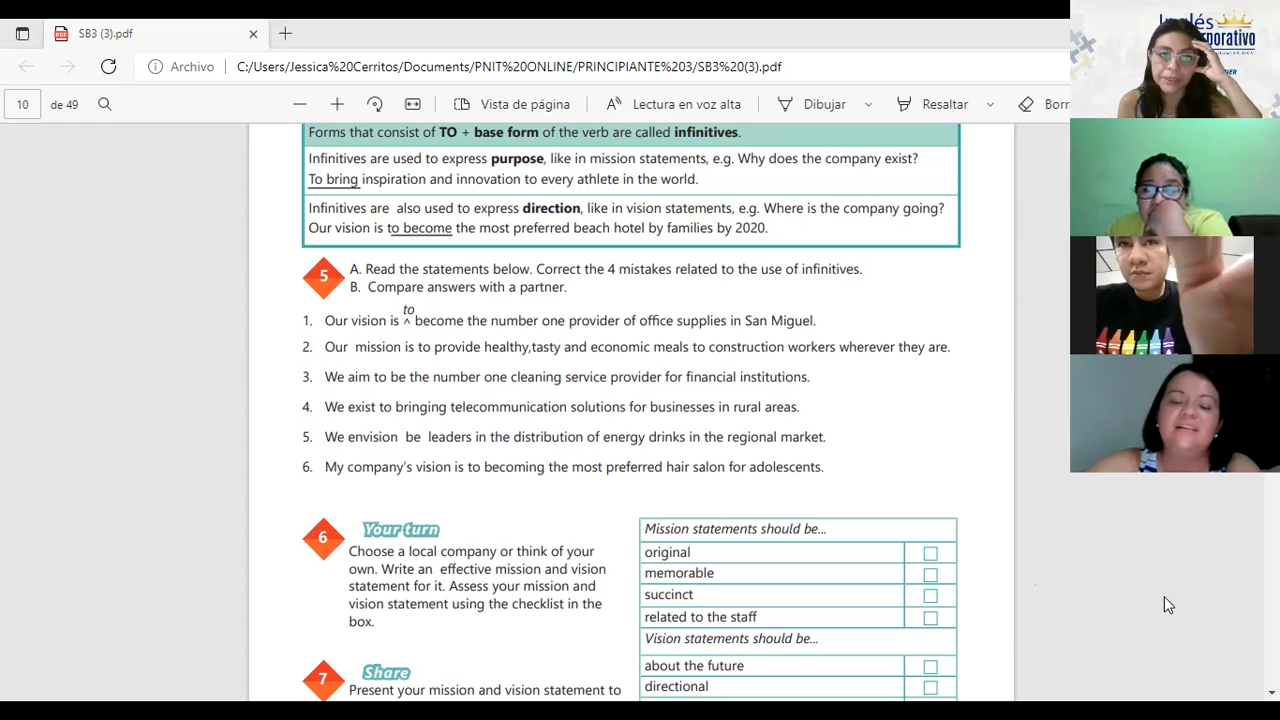 SB3 (3).pdf
Archivo
C:/Users/Jessica%20Cerritos/Documents/PNIT%20ONLINE/PRINCIPIANTE%203/SB3%20(3).pdf
10
de 49
Vista de página
Lectura en voz alta
Dibujar
Resaltar
Borr
Inglés
rporativo
Forms that consist of TO + base form of the verb are called infinitives.
Infinitives are used to express purpose, like in mission statements, e.g. Why does the company exist?
To bring inspiration and innovation to every athlete in the world.
Infinitives are also used to express direction, like in vision statements, e.g. Where is the company going?
Our vision is to become the most preferred beach hotel by families by 2020.
5
A. Read the statements below. Correct the 4 mistakes related to the use of infinitives.
B. Compare answers with a partner.
to
1. Our vision is ^ become the number one provider of office supplies in San Miguel.
2. Our mission is to provide healthy,tasty and economic meals to construction workers wherever they are.
3. We aim to be the number one cleaning service provider for financial institutions.
4. We exist to bringing telecommunication solutions for businesses in rural areas.
5. We envision be leaders in the distribution of energy drinks in the regional market.
6. My company's vision is to becoming the most preferred hair salon for adolescents.
6
Your turn
Choose a local company or think of your
own. Write an effective mission and vision
statement for it. Assess your mission and
vision statement using the checklist in the
box.
Mission statements should be...
original
memorable
succinct
related to the staff
Vision statements should be...
about the future
directional
7
Share
Present your mission and vision statement to